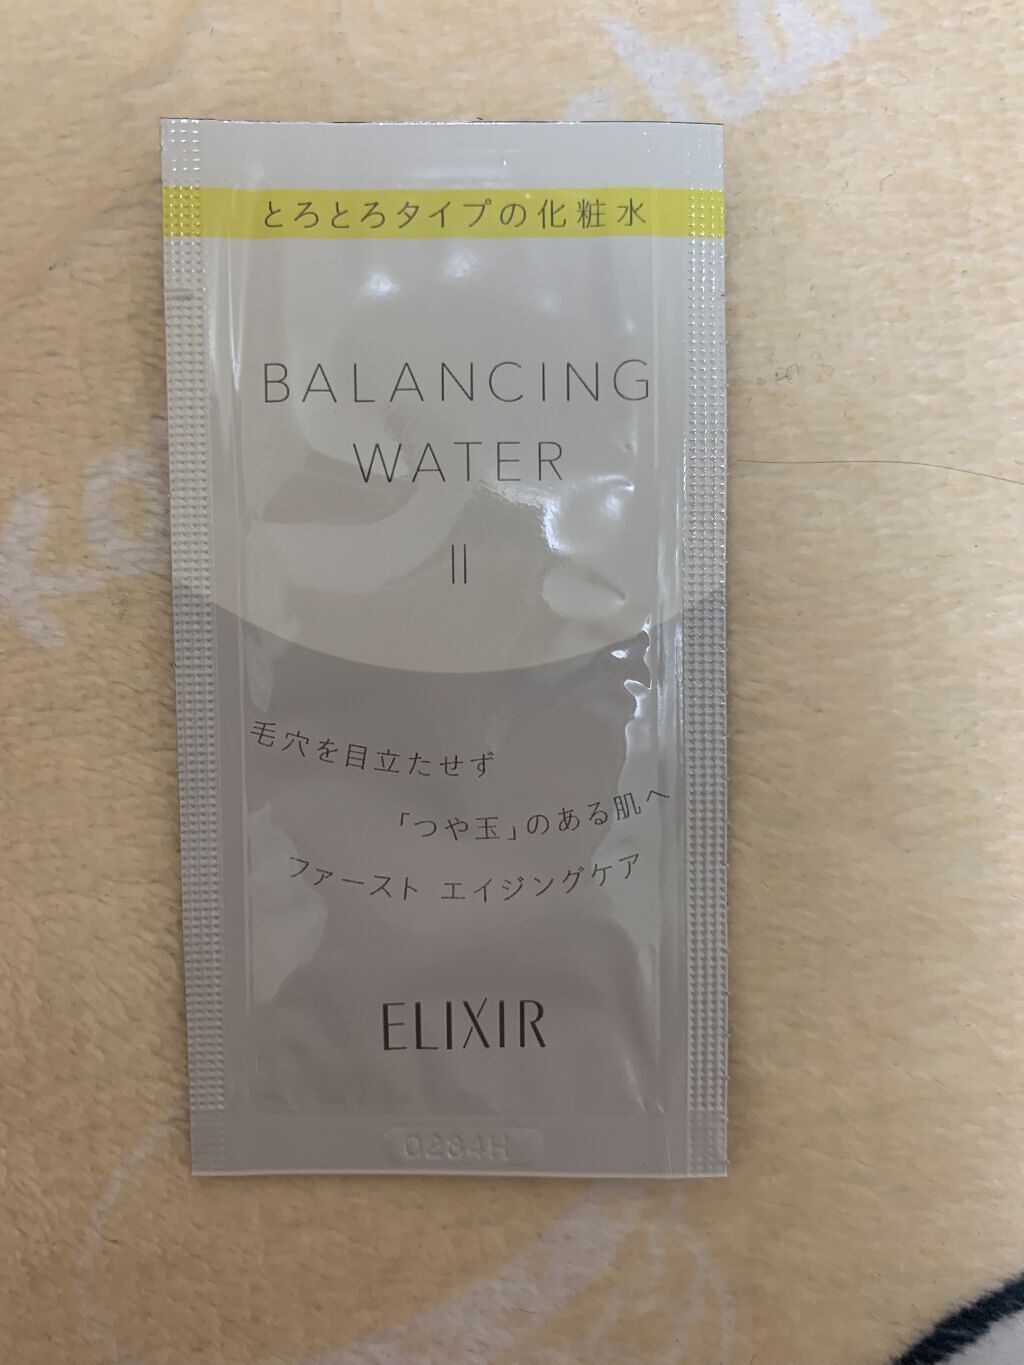 とろとろタイプの化粧水
BALANCING
WATER
II
毛穴を目立たせず
「つや玉」のある肌へ
ファースト エイジングケア
ELIXIR
0234H